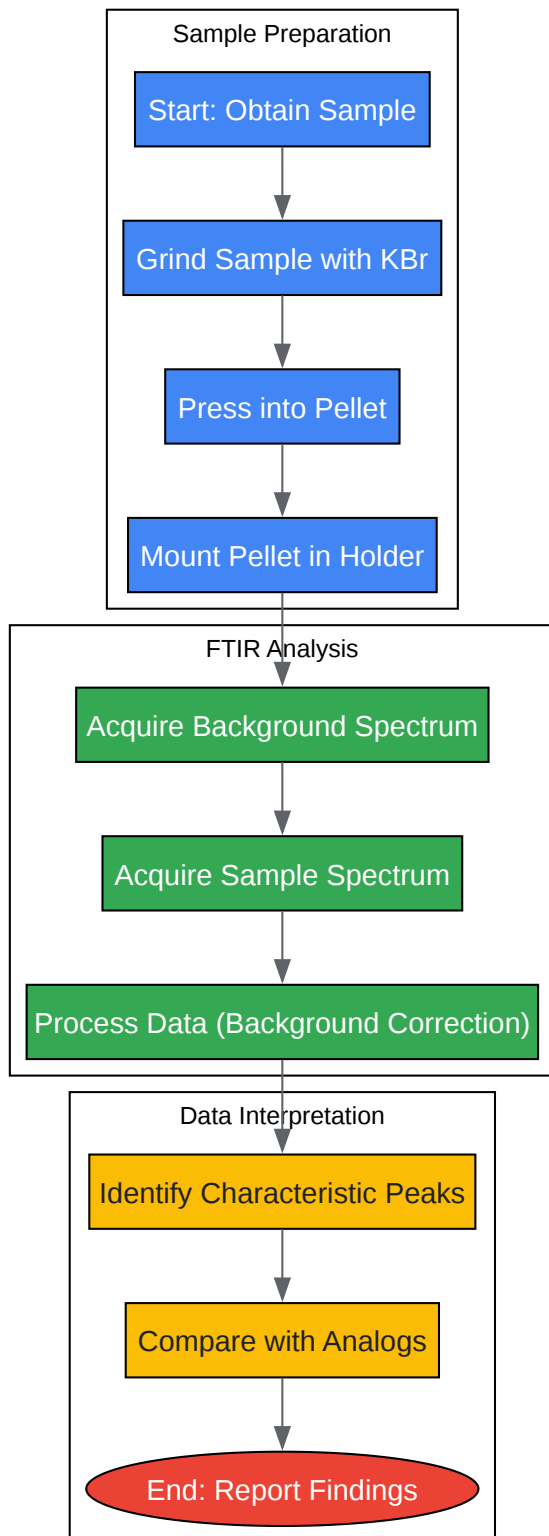 Sample Preparation
Start: Obtain Sample
Grind Sample with KBr
Press into Pellet
Mount Pellet in Holder
FTIR Analysis
Acquire Background Spectrum
Acquire Sample Spectrum
Process Data (Background Correction)
Data Interpretation
Identify Characteristic Peaks
Compare with Analogs
End: Report Findings